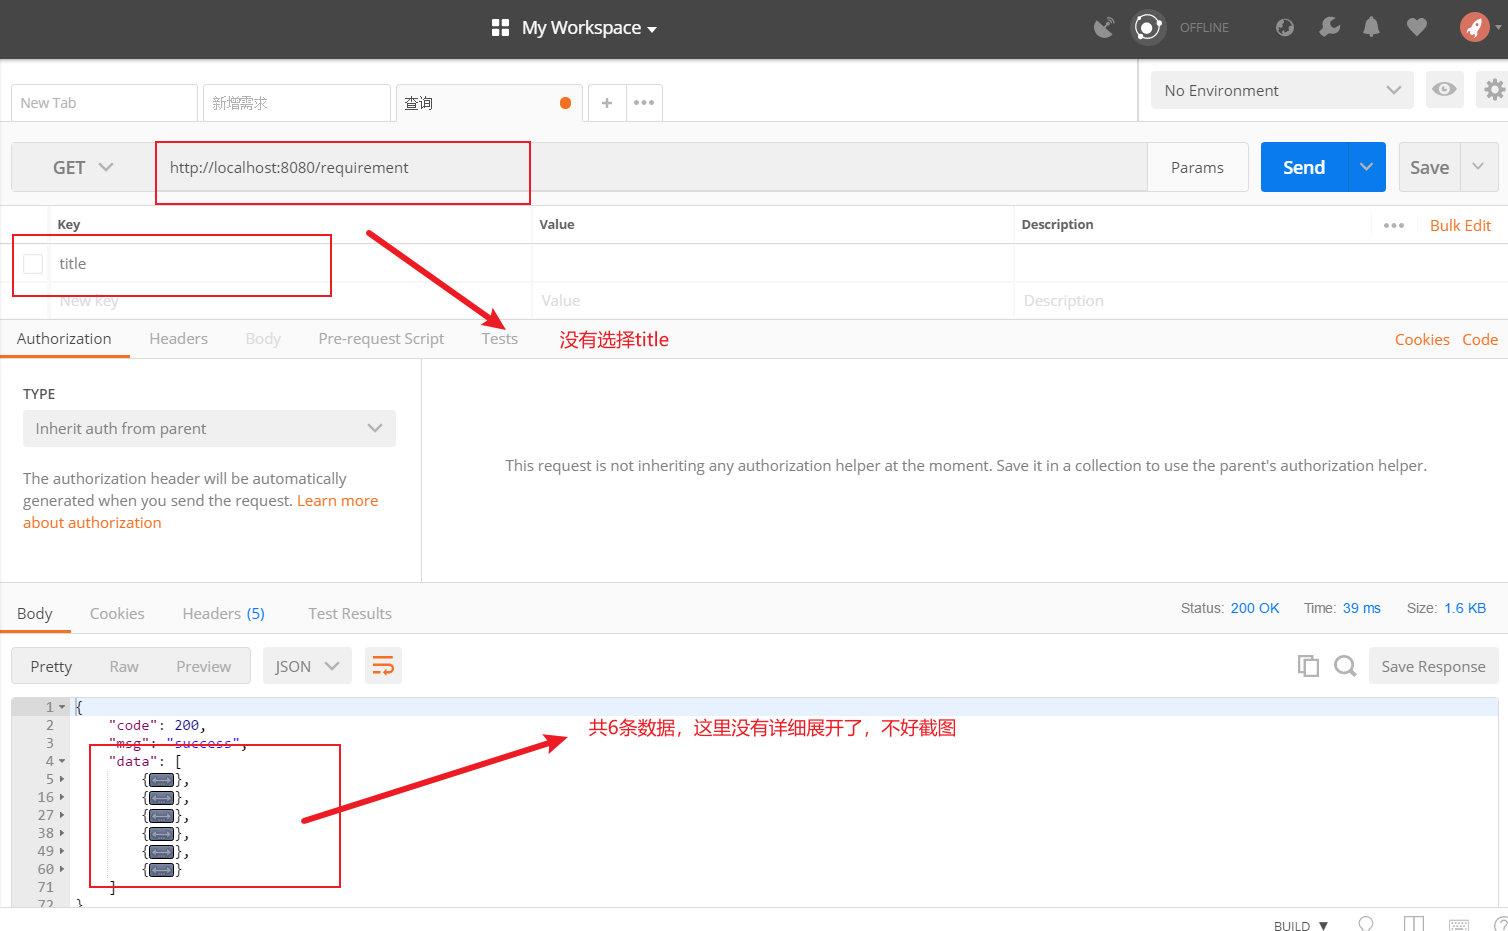 My Workspace
OFFLINE
New Tab
新增需求
查询
No Environment
GET
http://localhost:8080/requirement
Params
Send
Save
Key
Value
Description
Bulk Edit
title
New key
Value
Description
Authorization
Headers
Body
Pre-request Script
Tests
没有选择title
Cookies
Code
TYPE
Inherit auth from parent
The authorization header will be automatically
generated when you send the request. Learn more
about authorization
This request is not inheriting any authorization helper at the moment. Save it in a collection to use the parent's authorization helper.
Body
Cookies
Headers (5)
Test Results
Status: 200 OK
Time: 39 ms
Size: 1.6 KB
Pretty
Raw
Preview
JSON
Save Response
1 {
2 "code": 200,
3 "msg": "success",
4 "data": [
5 {},
16 {},
27 {},
38 {},
49 {},
60 {}
71 ]
72 }
共6条数据，这里没有详细展开了，不好截图
BUILD